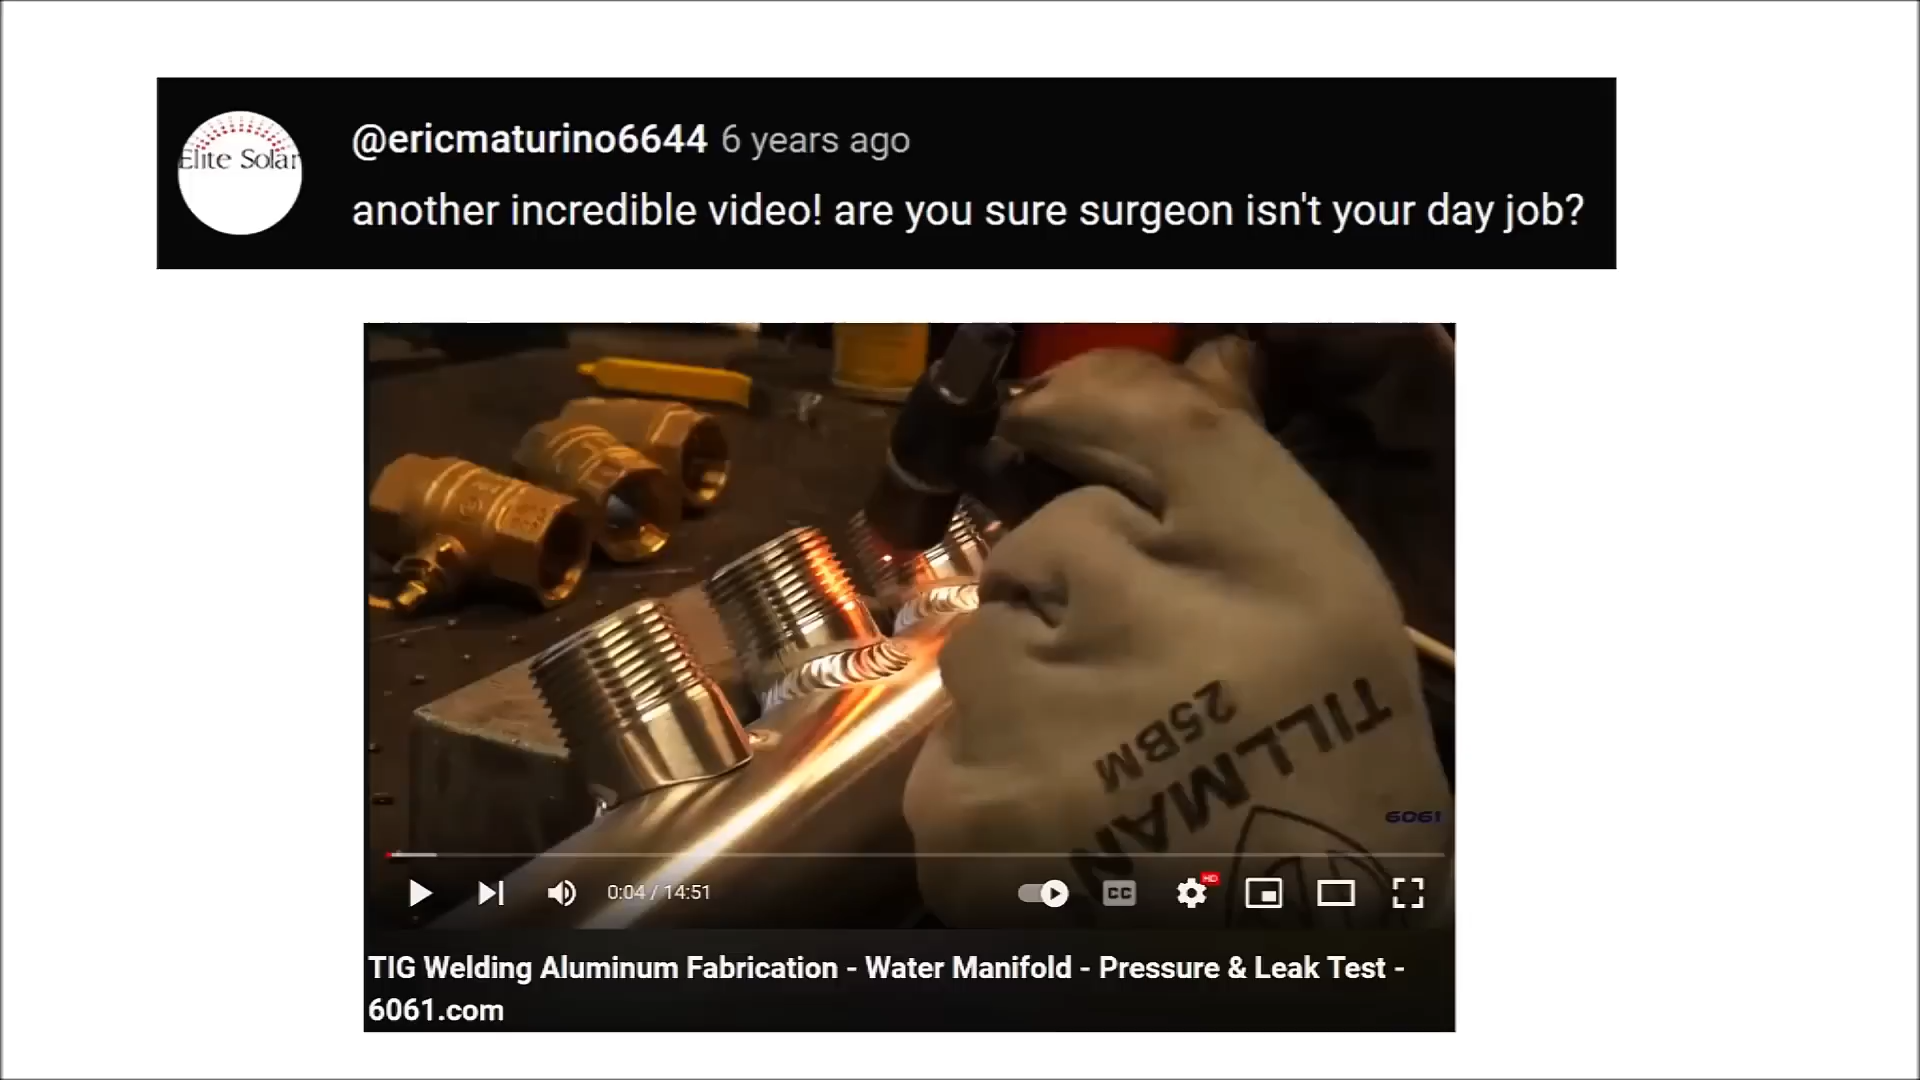 Elite Solar
@ericmaturino6644 6 years ago
another incredible video! are you sure surgeon isn't your day job?
TILLMAN
25BM
6061
0:04 / 14:51
CC
HD
TIG Welding Aluminum Fabrication - Water Manifold - Pressure & Leak Test -
6061.com